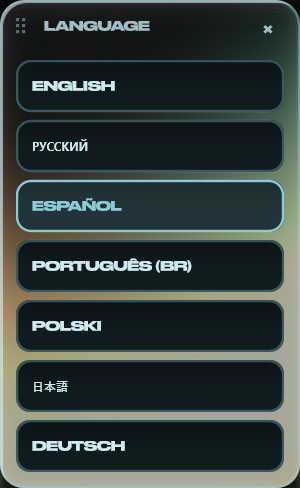 LANGUAGE
ENGLISH
РУССКИЙ
ESPAÑOL
PORTUGUÊS (BR)
POLSKI
日本語
DEUTSCH